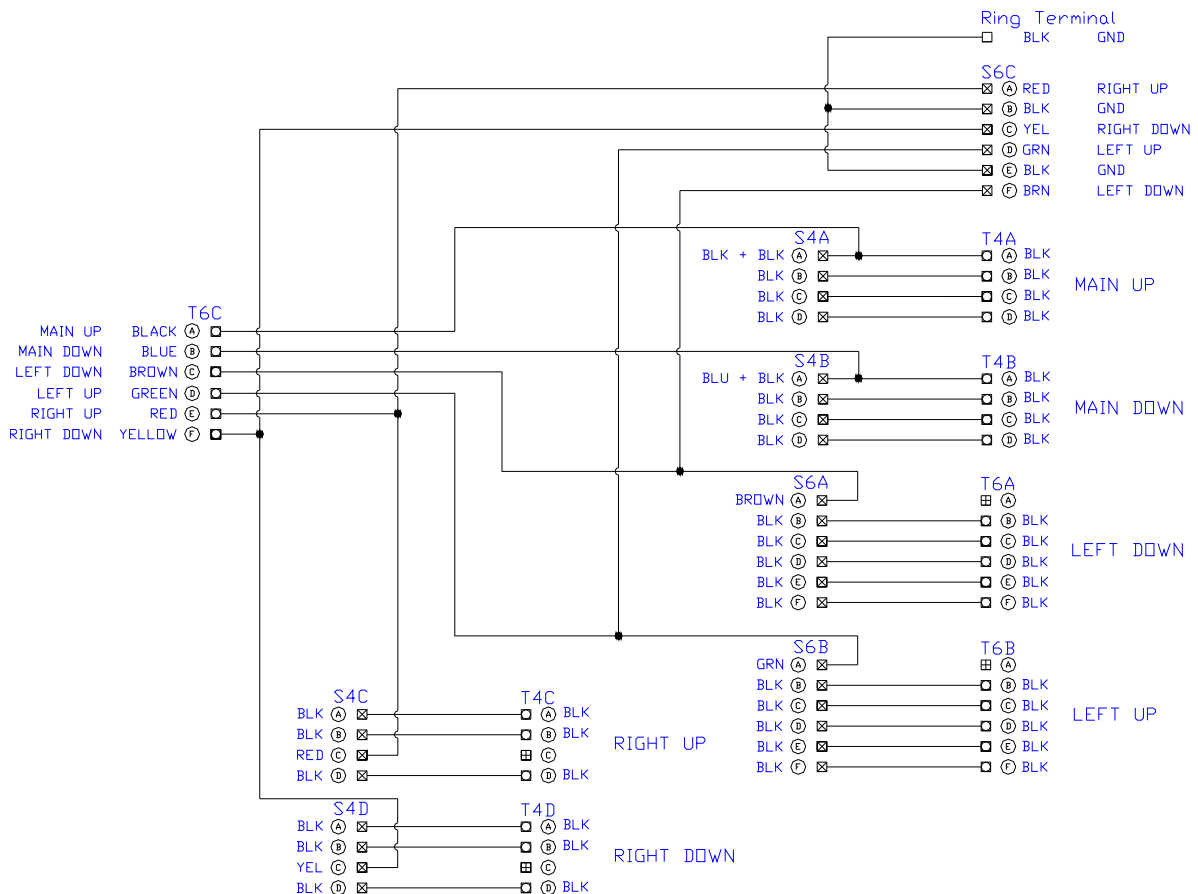 Ring Terminal
BLK GND
S6C
A RED RIGHT UP
B BLK GND
C YEL RIGHT DOWN
D GRN LEFT UP
E BLK GND
F BRN LEFT DOWN
S4A T4A
BLK + BLK A A BLK
BLK B B BLK
BLK C C BLK
BLK D D BLK
MAIN UP
T6C
MAIN UP BLACK A
MAIN DOWN BLUE B
LEFT DOWN BROWN C
LEFT UP GREEN D
RIGHT UP RED E
RIGHT DOWN YELLOW F
S4B T4B
BLU + BLK A A BLK
BLK B B BLK
BLK C C BLK
BLK D D BLK
MAIN DOWN
S6A T6A
BROWN A A
BLK B B BLK
BLK C C BLK
BLK D D BLK
BLK E E BLK
BLK F F BLK
LEFT DOWN
S6B T6B
GRN A A
BLK B B BLK
BLK C C BLK
BLK D D BLK
BLK E E BLK
BLK F F BLK
LEFT UP
S4C T4C
BLK A A BLK
BLK B B BLK
RED C C
BLK D D BLK
RIGHT UP
S4D T4D
BLK A A BLK
BLK B B BLK
YEL C C
BLK D D BLK
RIGHT DOWN